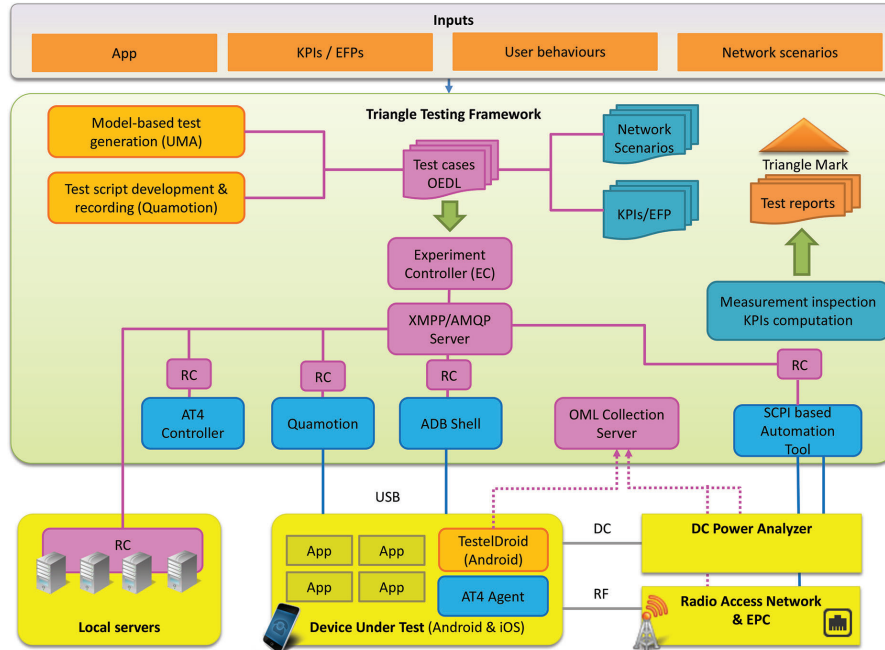 Inputs
App
KPIs / EFPs
User behaviours
Network scenarios
Triangle Testing Framework
Model-based test
generation (UMA)
Test script development &
recording (Quamotion)
Test cases
OEDL
Network
Scenarios
KPIs/EFP
Triangle Mark
Test reports
Experiment
Controller (EC)
Measurement inspection
KPIs computation
XMPP/AMQP
Server
RC
RC
RC
RC
AT4
Controller
Quamotion
ADB Shell
OML Collection
Server
SCPI based
Automation
Tool
USB
RC
Local servers
App
App
App
App
TestelDroid
(Android)
AT4 Agent
Device Under Test (Android & iOS)
DC
RF
DC Power Analyzer
Radio Access Network
& EPC